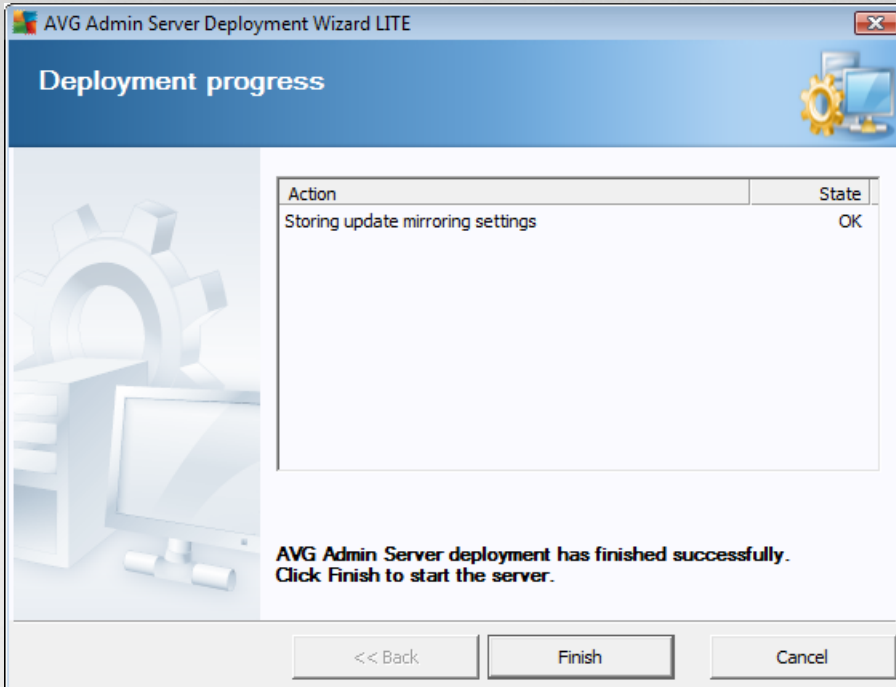 AVG Admin Server Deployment Wizard LITE
Deployment progress
Action State
Storing update mirroring settings OK
AVG Admin Server deployment has finished successfully.
Click Finish to start the server.
<< Back Finish Cancel